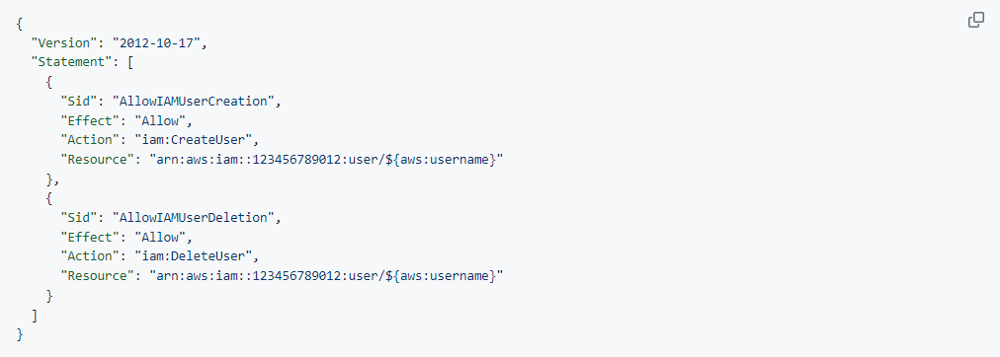 {
  "Version": "2012-10-17",
  "Statement": [
    {
      "Sid": "AllowIAMUserCreation",
      "Effect": "Allow",
      "Action": "iam:CreateUser",
      "Resource": "arn:aws:iam::123456789012:user/${aws:username}"
    },
    {
      "Sid": "AllowIAMUserDeletion",
      "Effect": "Allow",
      "Action": "iam:DeleteUser",
      "Resource": "arn:aws:iam::123456789012:user/${aws:username}"
    }
  ]
}